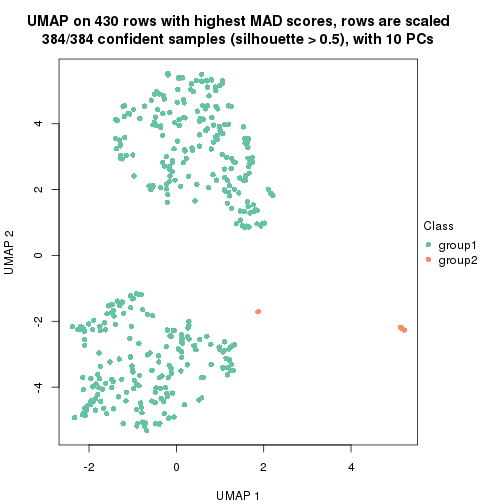 UMAP on 430 rows with highest MAD scores, rows are scaled
384/384 confident samples (silhouette > 0.5), with 10 PCs
4
2
0
-2
-4
UMAP 2
-2
0
2
4
UMAP 1
Class
group1
group2